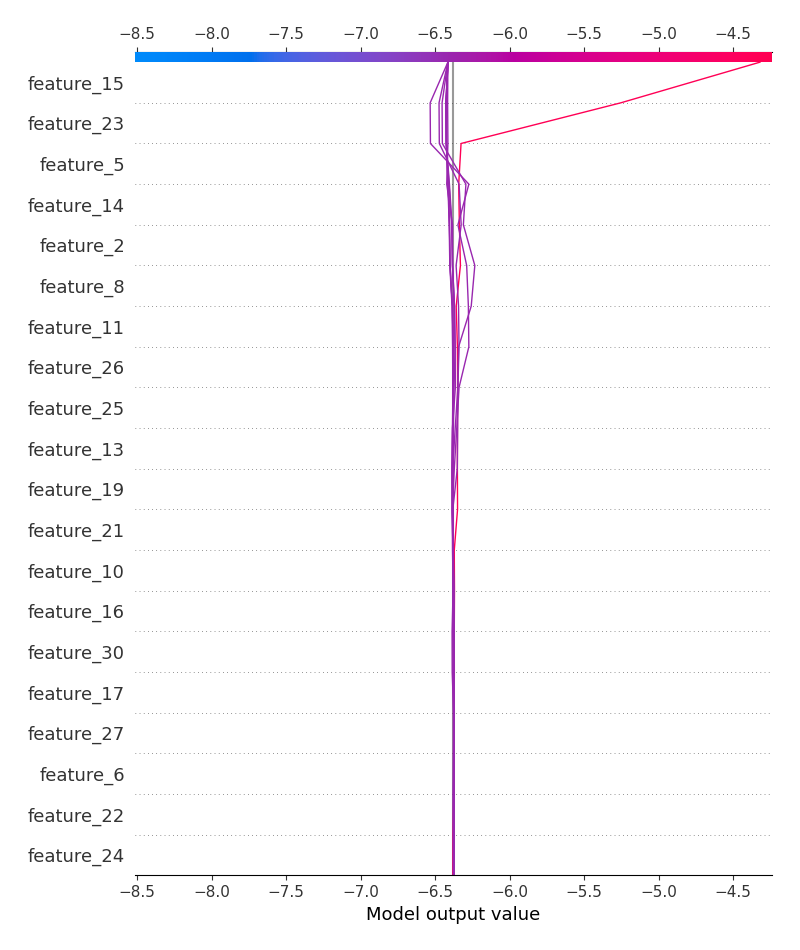 −8.5 −8.0 −7.5 −7.0 −6.5 −6.0 −5.5 −5.0 −4.5
feature_15
feature_23
feature_5
feature_14
feature_2
feature_8
feature_11
feature_26
feature_25
feature_13
feature_19
feature_21
feature_10
feature_16
feature_30
feature_17
feature_27
feature_6
feature_22
feature_24
−8.5 −8.0 −7.5 −7.0 −6.5 −6.0 −5.5 −5.0 −4.5
Model output value